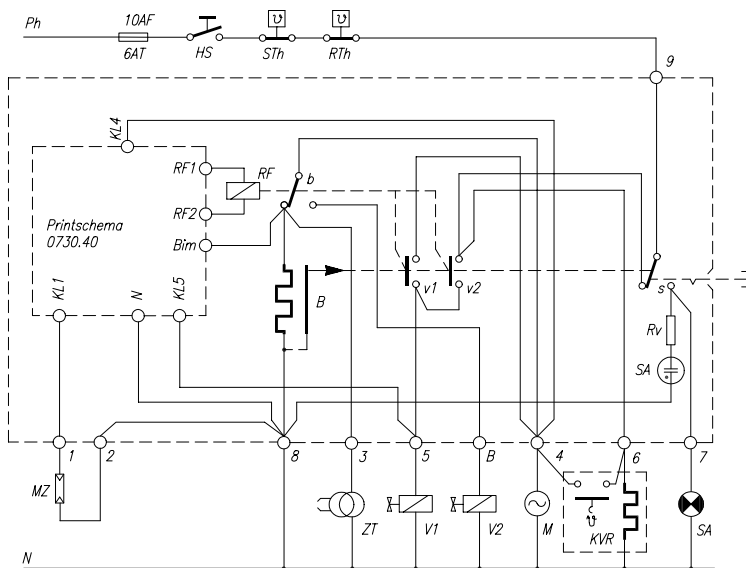 Ph
10AF
6AT
HS
STh
RTh
9
KL4
RF1
RF
b
RF2
Printschema
0730.40
Bim
KL1
N
KL5
B
v1
v2
s
Rv
SA
1
2
8
3
5
B
4
6
7
MZ
ZT
V1
V2
M
KVR
SA
N